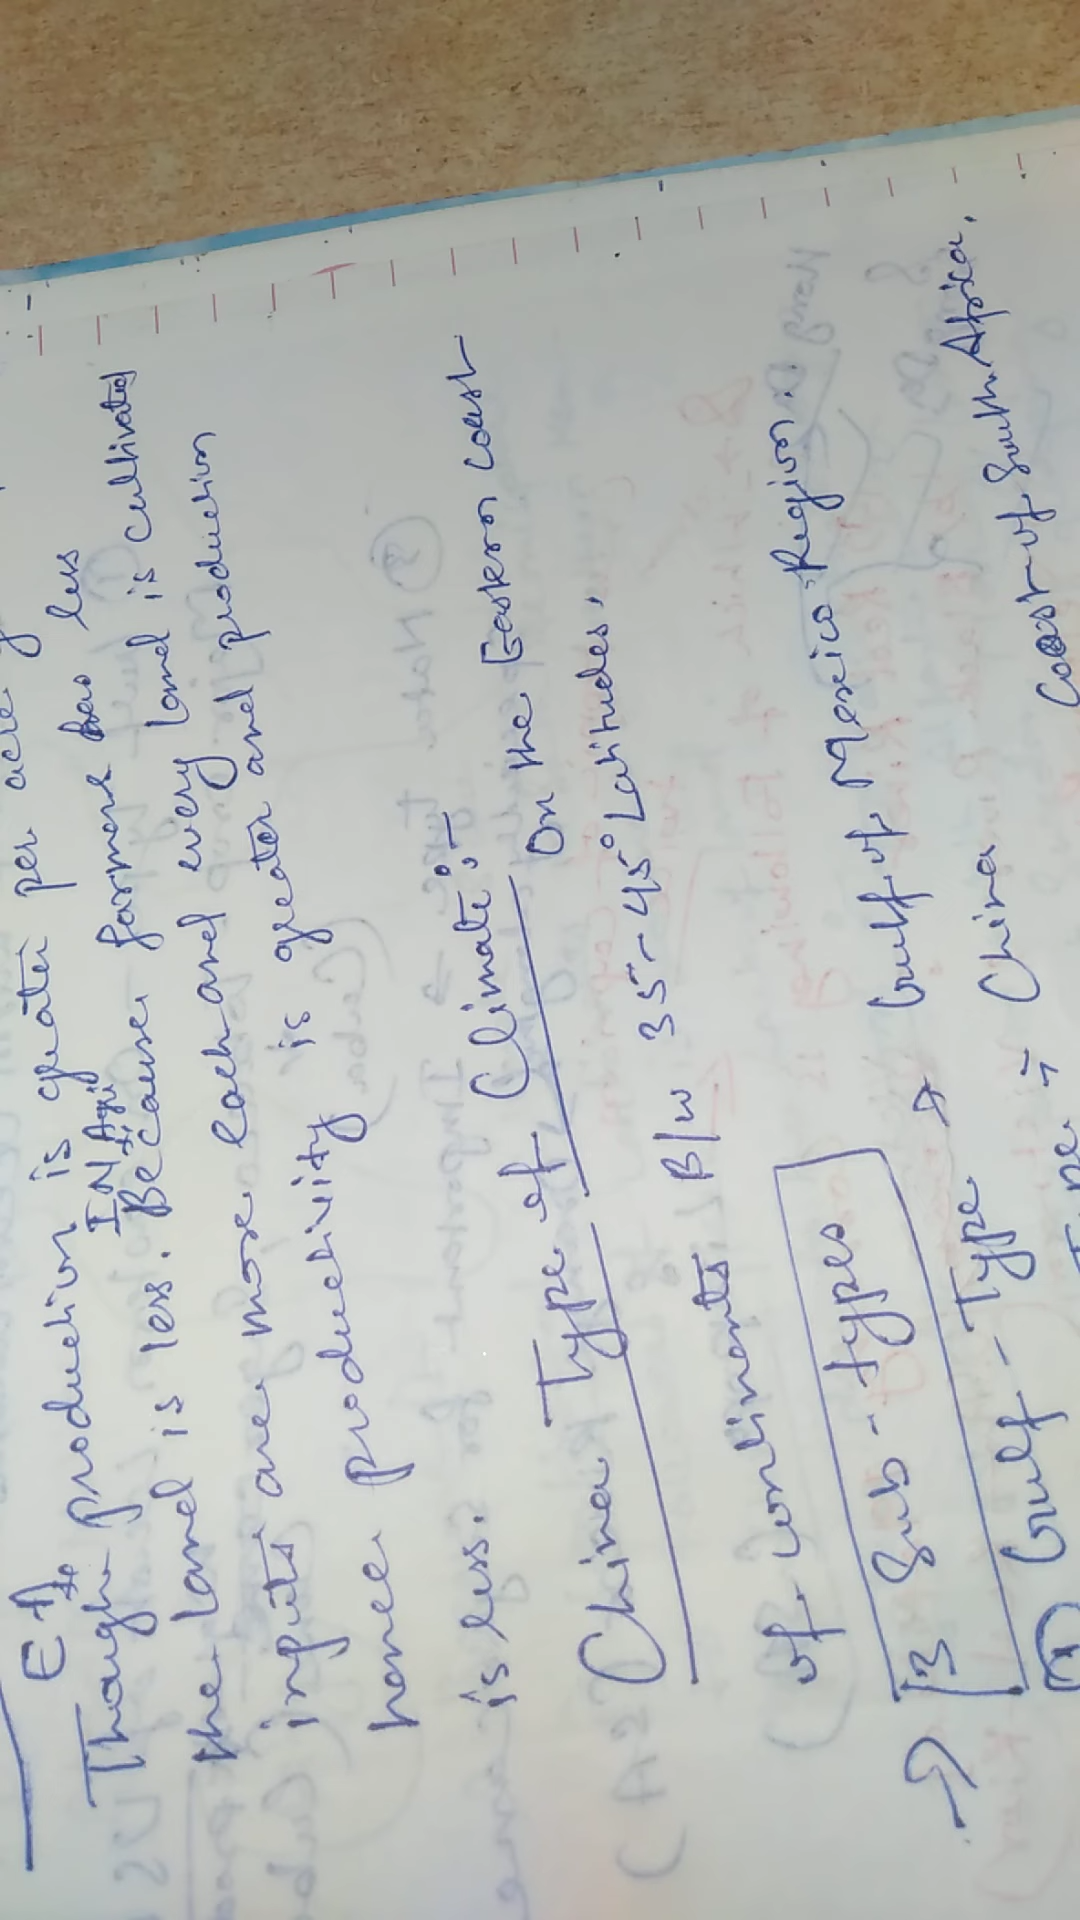 production is greater per acre
Though IN Agri farmers has less
the land is less. Because land is cultivated
inputs are more each and every production
hence productivity is greater and
is less.
China Type of Climate :- On the Eastern coast
of continents B/w 35-45° Latitudes.
→ 3 Sub-types
Gulf-Type → Gulf of Mexico Region.
Type - China
Coast of South Africa.